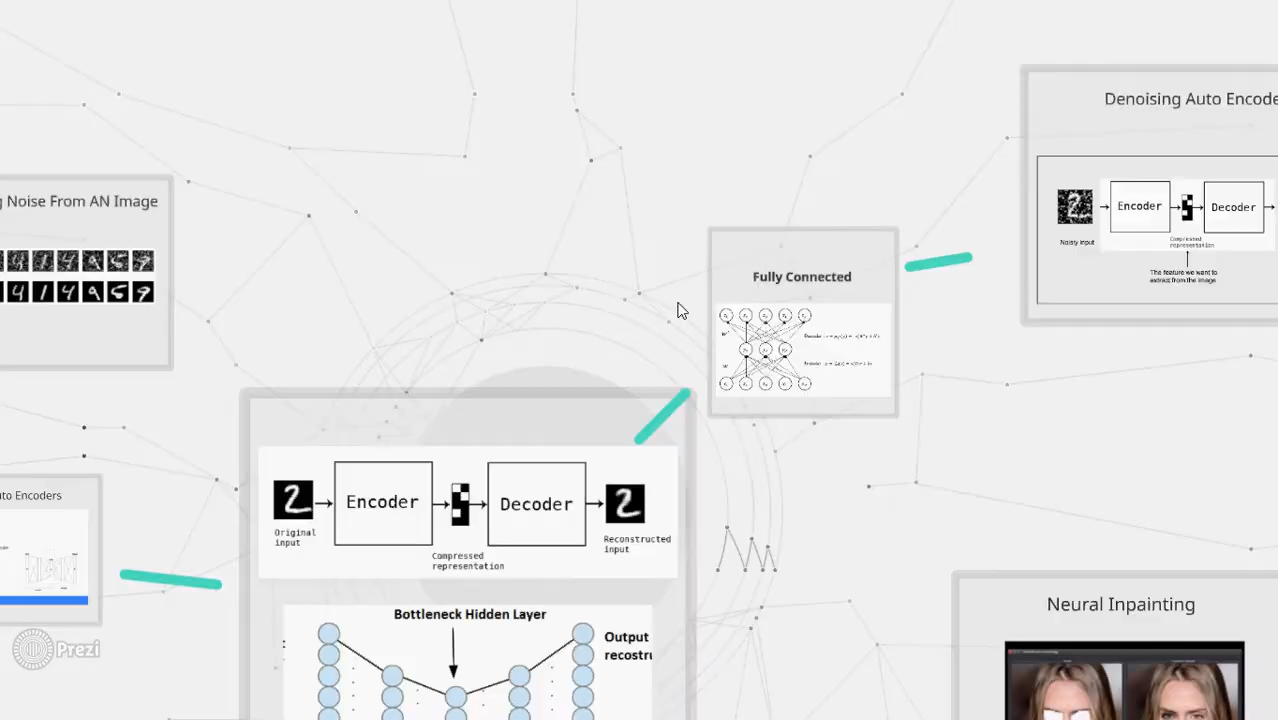 g Noise From AN Image
uto Encoders
Prezi
Original
input
Encoder
Compressed
representation
Decoder
Reconstructed
input
Bottleneck Hidden Layer
Output
Fully Connected
Denoising Auto Encode
Noisy Input
Encoder
Compressed
representation
Decoder
The feature we want to
extract from the image
Neural Inpainting